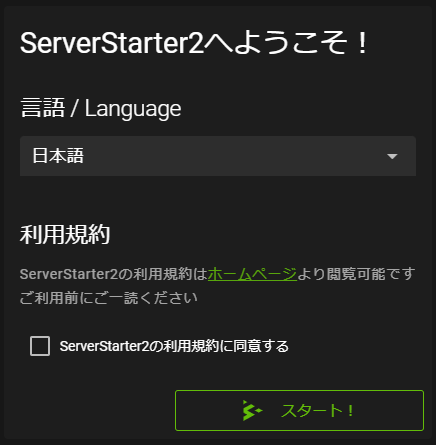 ServerStarter2へようこそ！
言語 / Language
日本語
利用規約
ServerStarter2の利用規約はホームページより閲覧可能です
ご利用前にご一読ください
ServerStarter2の利用規約に同意する
スタート！